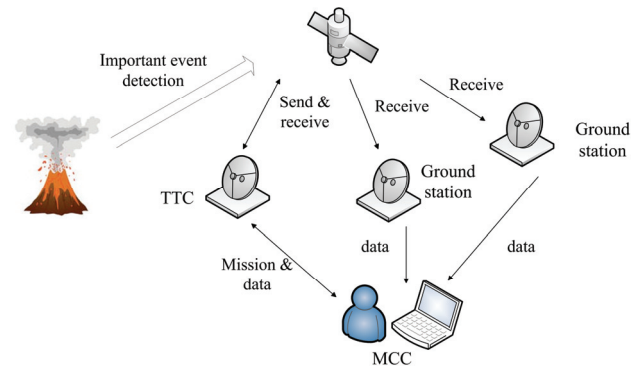 Important event
detection
Send &
receive
Receive
Receive
Ground
station
TTC
Ground
station
Mission &
data
data
data
MCC